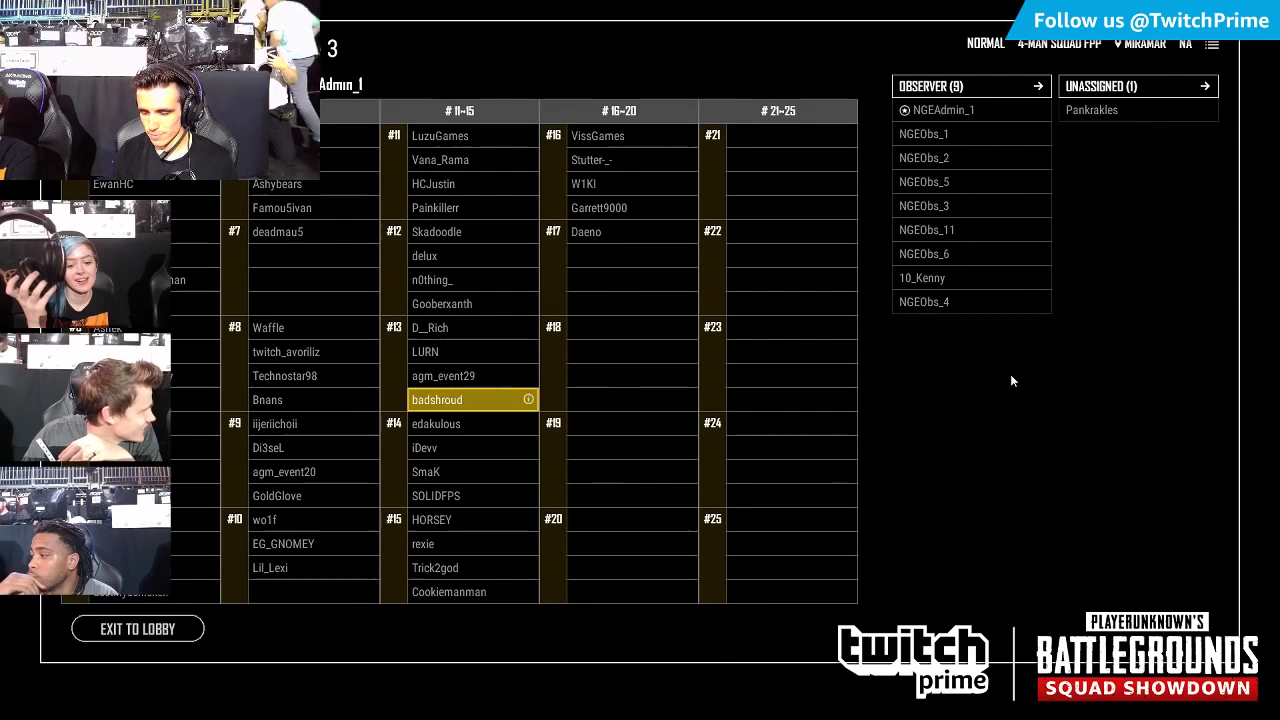 Follow us @TwitchPrime
3
NORMAL 4-MAN SQUAD FPP MIRAMAR NA
Admin_1
OBSERVER (9)
UNASSIGNED (1)
# 11~15 # 16~20 # 21~25
NGEAdmin_1
Pankrakles
NGEObs_1
NGEObs_2
NGEObs_5
NGEObs_3
NGEObs_11
NGEObs_6
10_Kenny
NGEObs_4
EwanHC
Ashybears
Famou5ivan
#7 deadmau5
#8 Waffle
twitch_avoriliz
Technostar98
Bnans
#9 iijeriichoii
Di3seL
agm_event20
GoldGlove
#10 wo1f
EG_GNOMEY
Lil_Lexi
#11 LuzuGames
Vana_Rama
HCJustin
Painkillerr
#12 Skadoodle
delux
n0thing_
Gooberxanth
#13 D__Rich
LURN
agm_event29
badshroud
#14 edakulous
iDevv
SmaK
SOLIDFPS
#15 HORSEY
rexie
Trick2god
Cookiemanman
#16 VissGames
Stutter-_-
W1KI
Garrett9000
#17 Daeno
#18
#19
#20
#21
#22
#23
#24
#25
EXIT TO LOBBY
twitch
prime
PLAYERUNKNOWN'S
BATTLEGROUNDS
SQUAD SHOWDOWN